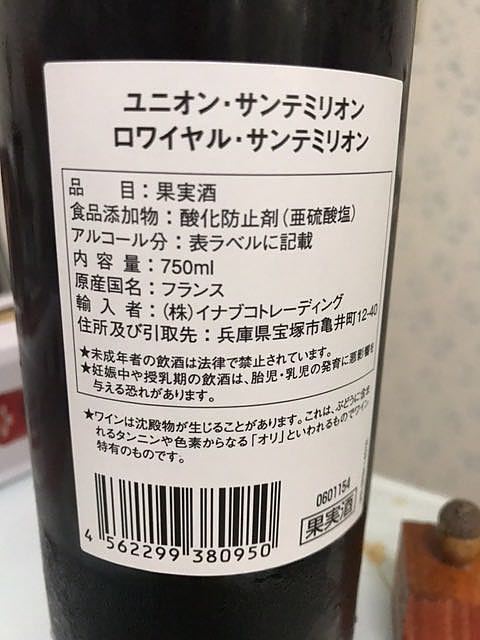 ユニオン・サンテミリオン
ロワイヤル・サンテミリオン
品　　目：果実酒
食品添加物：酸化防止剤（亜硫酸塩）
アルコール分：表ラベルに記載
内 容 量：750ml
原産国名：フランス
輸 入 者：（株）イナブコトレーディング
住所及び引取先：兵庫県宝塚市亀井町12-40
★未成年者の飲酒は法律で禁止されています。
★妊娠中や授乳期の飲酒は、胎児・乳児の発育に悪影響を
与える恐れがあります。
★ワインは沈殿物が生じることがあります。これは、ぶどうに含ま
れるタンニンや色素からなる「オリ」といわれるものでワイン
特有のものです。
0601154
果実酒
4 562299 380950